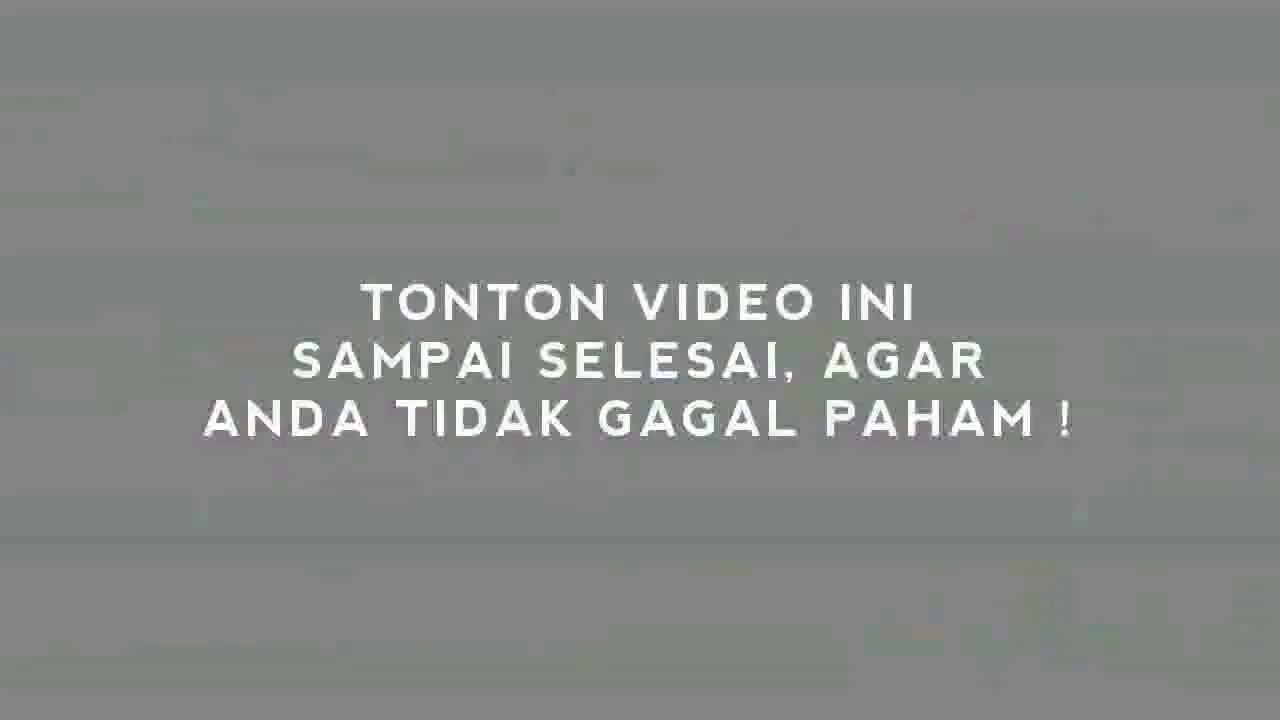 TONTON VIDEO INI
SAMPAI SELESAI, AGAR
ANDA TIDAK GAGAL PAHAM !